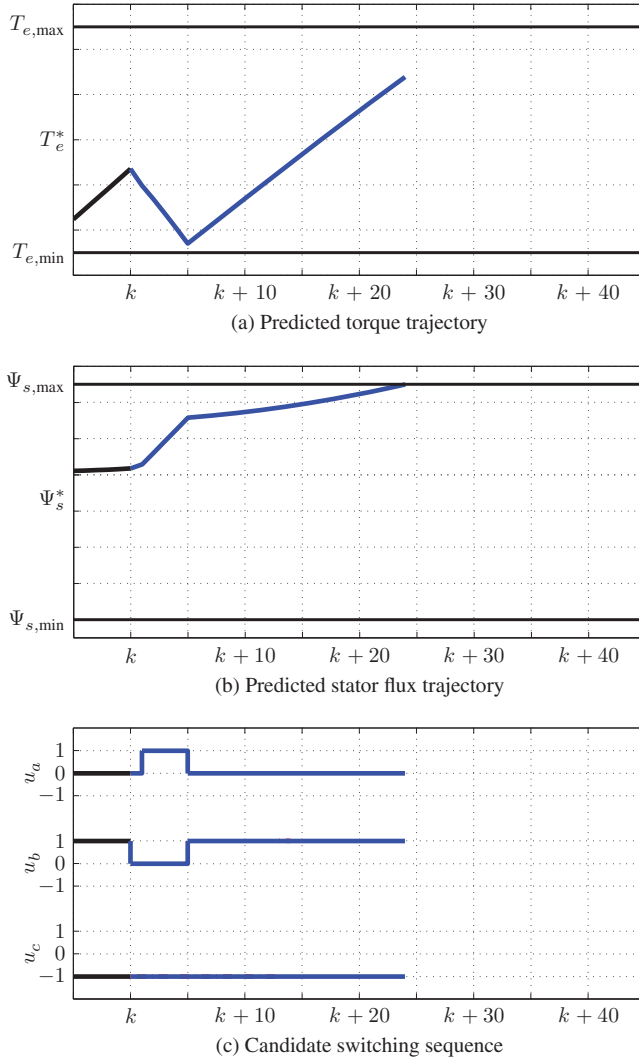 T_{e,max}
T_e^*
T_{e,min}
k k + 10 k + 20 k + 30 k + 40
(a) Predicted torque trajectory
Ψ_{s,max}
Ψ_s^*
Ψ_{s,min}
k k + 10 k + 20 k + 30 k + 40
(b) Predicted stator flux trajectory
1
u_a 0
−1
1
u_b 0
−1
1
u_c 0
−1
k k + 10 k + 20 k + 30 k + 40
(c) Candidate switching sequence